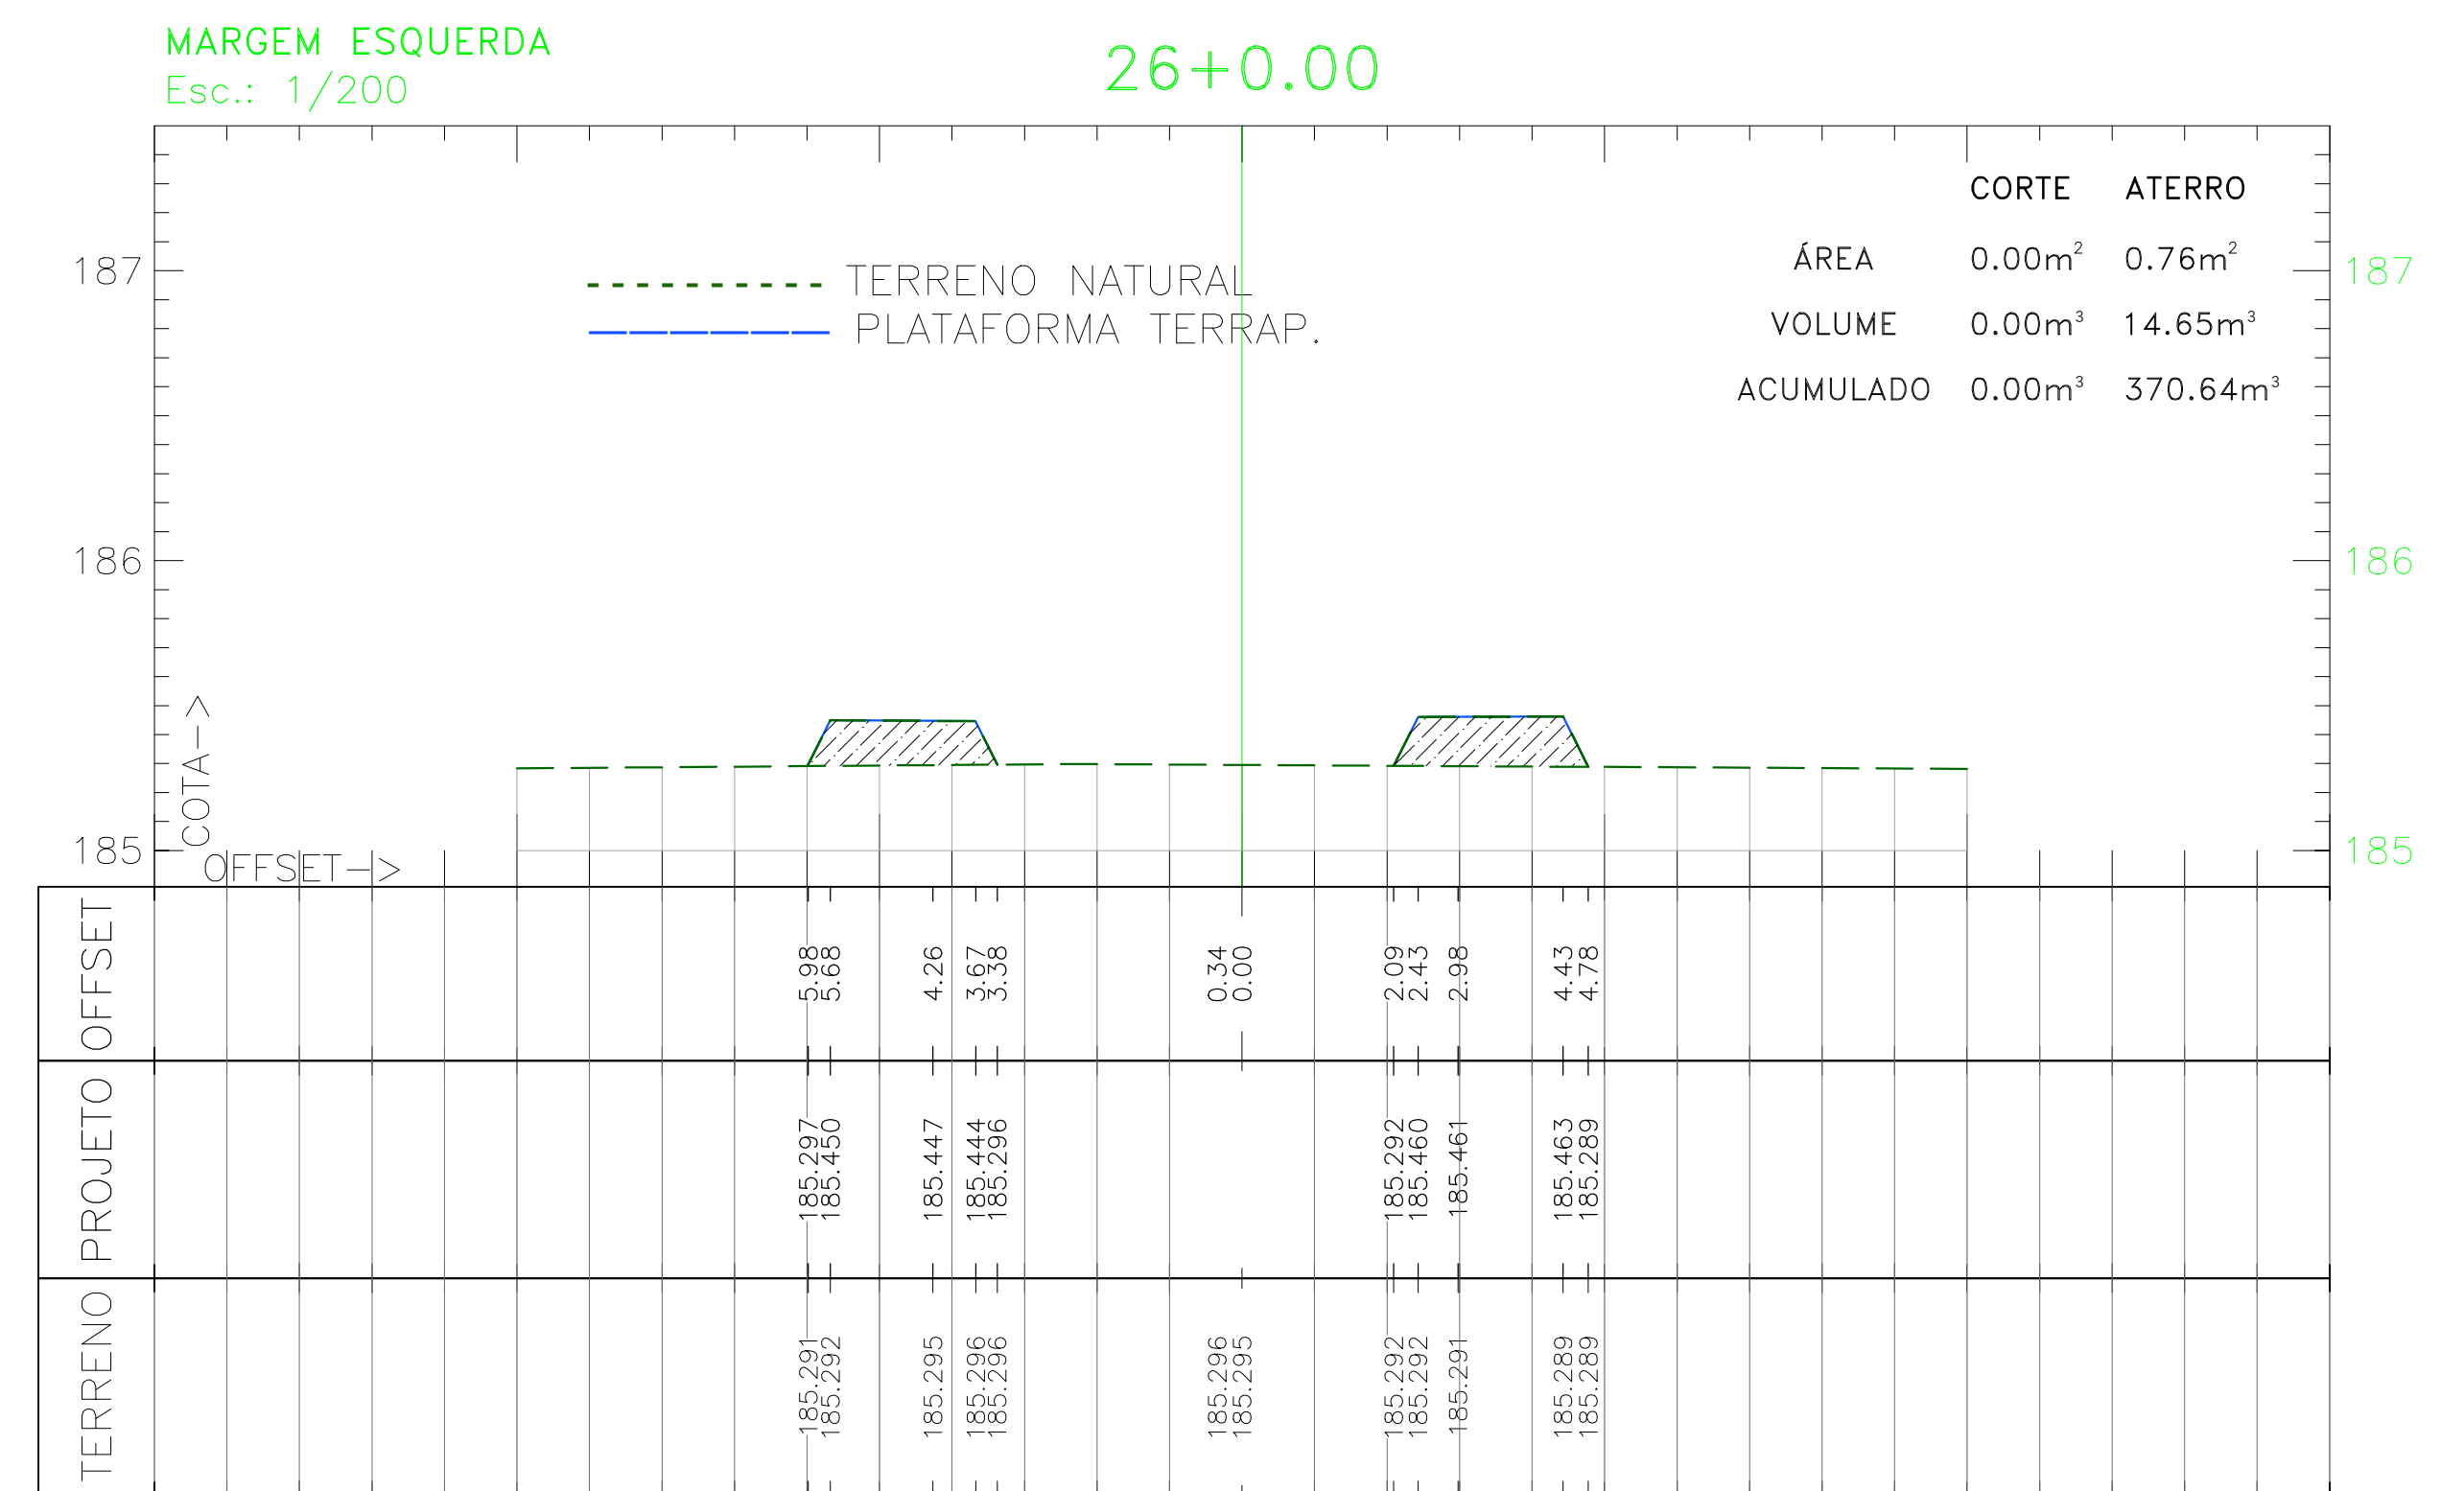 MARGEM ESQUERDA
Esc.: 1/200
26+0.00
CORTE ATERRO
ÁREA 0.00m² 0.76m²
VOLUME 0.00m³ 14.65m³
ACUMULADO 0.00m³ 370.64m³
TERRENO NATURAL
PLATAFORMA TERRAP.
187 187
186 186
185 185
COTA->
OFFSET->
OFFSET 5.98 5.68 4.26 3.67 3.38 0.34 0.00 2.09 2.43 2.98 4.43 4.78
PROJETO 185.297 185.450 185.447 185.444 185.296 185.292 185.460 185.461 185.463 185.289
TERRENO 185.291 185.292 185.295 185.296 185.296 185.296 185.295 185.292 185.292 185.291 185.289 185.289